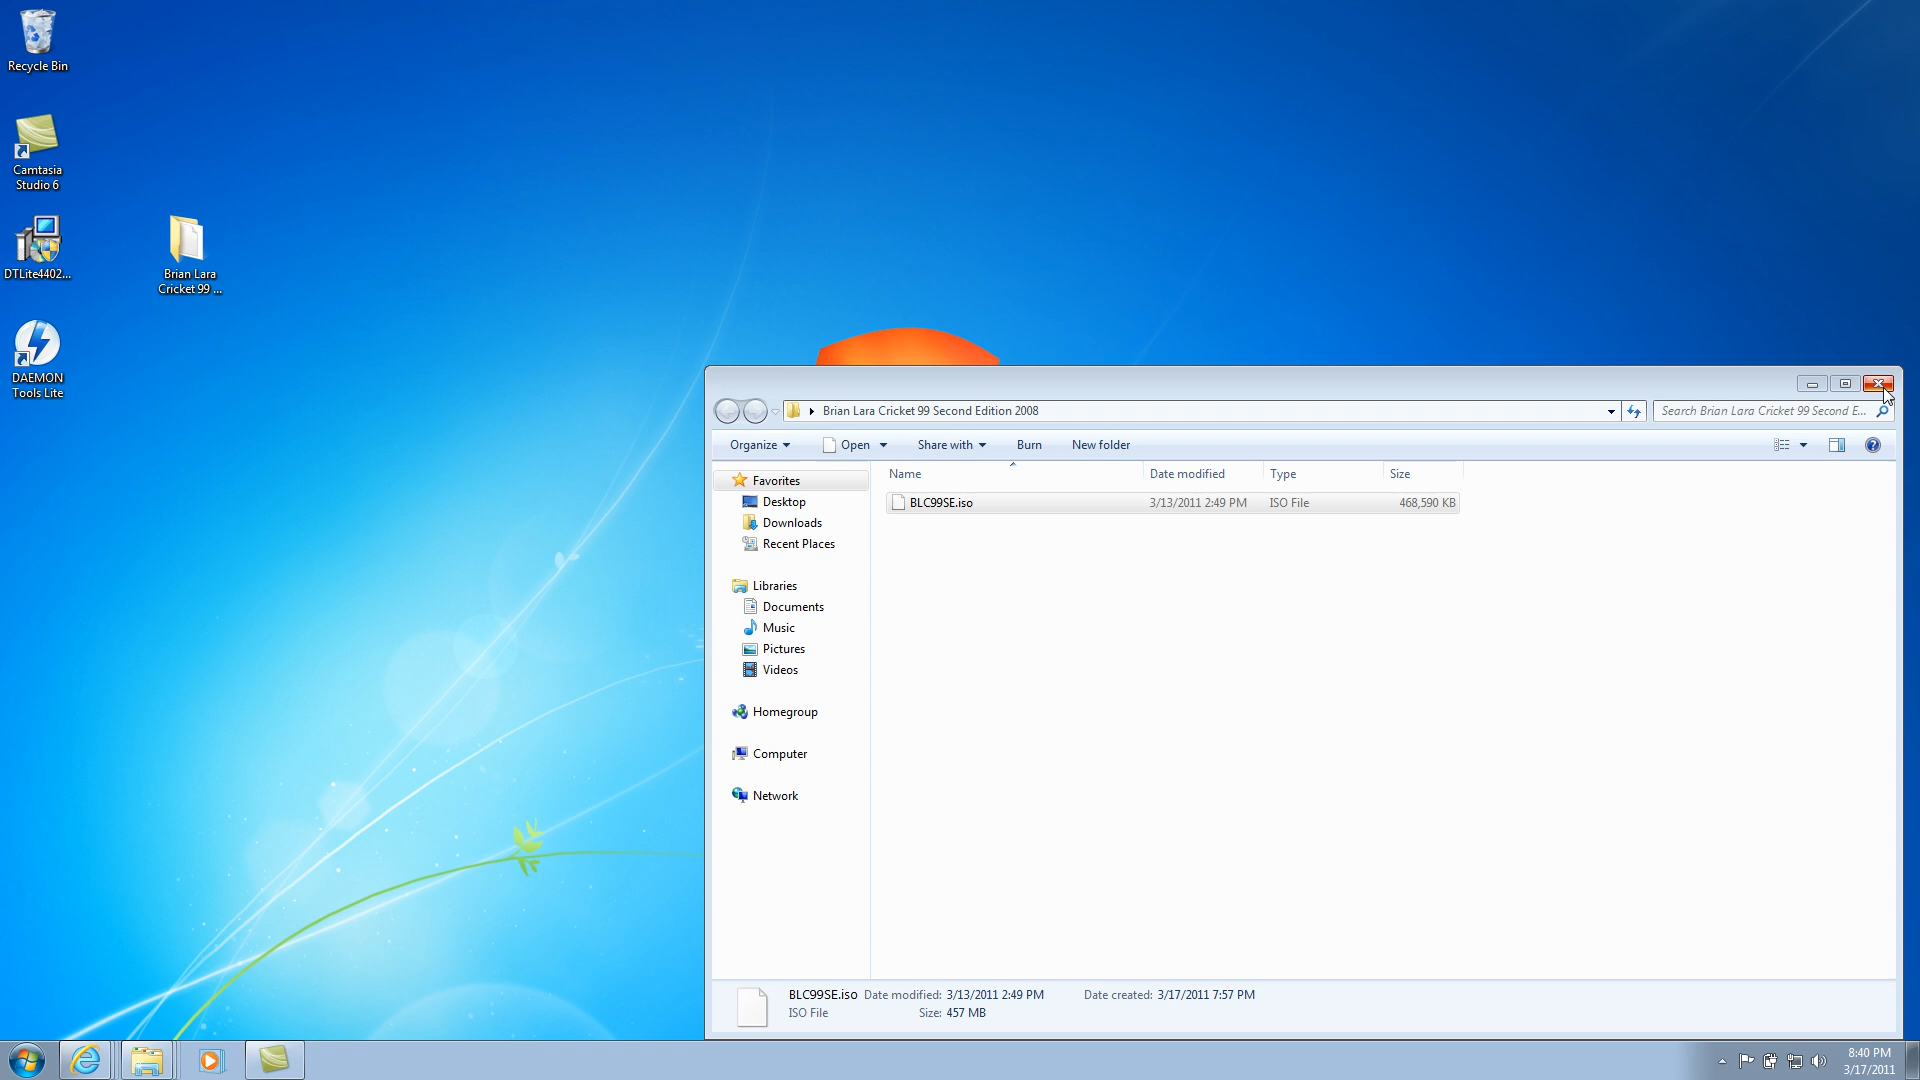 Recycle Bin
Camtasia
Studio 6
DTLite4402...
Brian Lara
Cricket 99 ...
DAEMON
Tools Lite
Brian Lara Cricket 99 Second Edition 2008
Search Brian Lara Cricket 99 Second E...
Organize
Open
Share with
Burn
New folder
Name
Date modified
Type
Size
BLC99SE.iso
3/13/2011 2:49 PM
ISO File
468,590 KB
Favorites
Desktop
Downloads
Recent Places
Libraries
Documents
Music
Pictures
Videos
Homegroup
Computer
Network
BLC99SE.iso Date modified: 3/13/2011 2:49 PM Date created: 3/17/2011 7:57 PM
ISO File Size: 457 MB
8:40 PM
3/17/2011